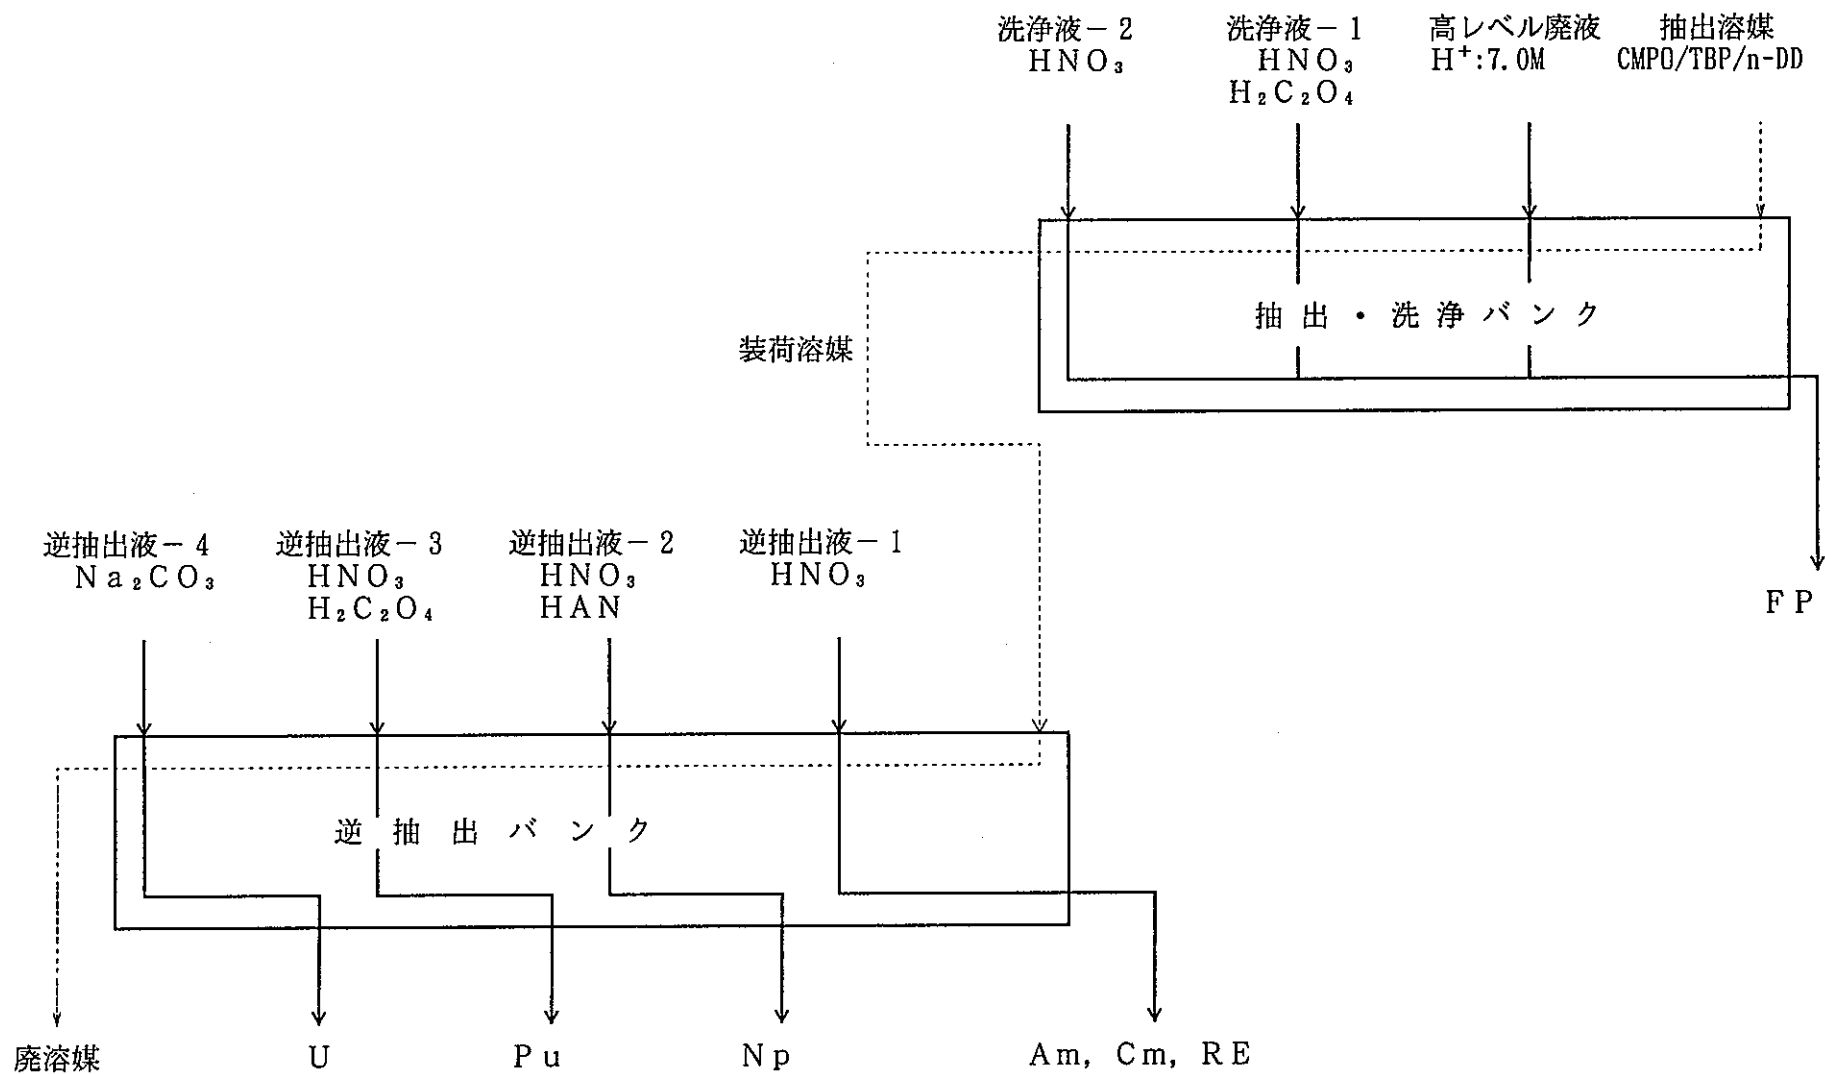 洗浄液－2
HNO₃
洗浄液－1
HNO₃
H₂C₂O₄
高レベル廃液
H⁺:7.0M
抽出溶媒
CMPO/TBP/n-DD
抽出・洗浄バンク
装荷溶媒
FP
逆抽出液－4
Na₂CO₃
逆抽出液－3
HNO₃
H₂C₂O₄
逆抽出液－2
HNO₃
HAN
逆抽出液－1
HNO₃
逆抽出バンク
廃溶媒
U
Pu
Np
Am, Cm, RE